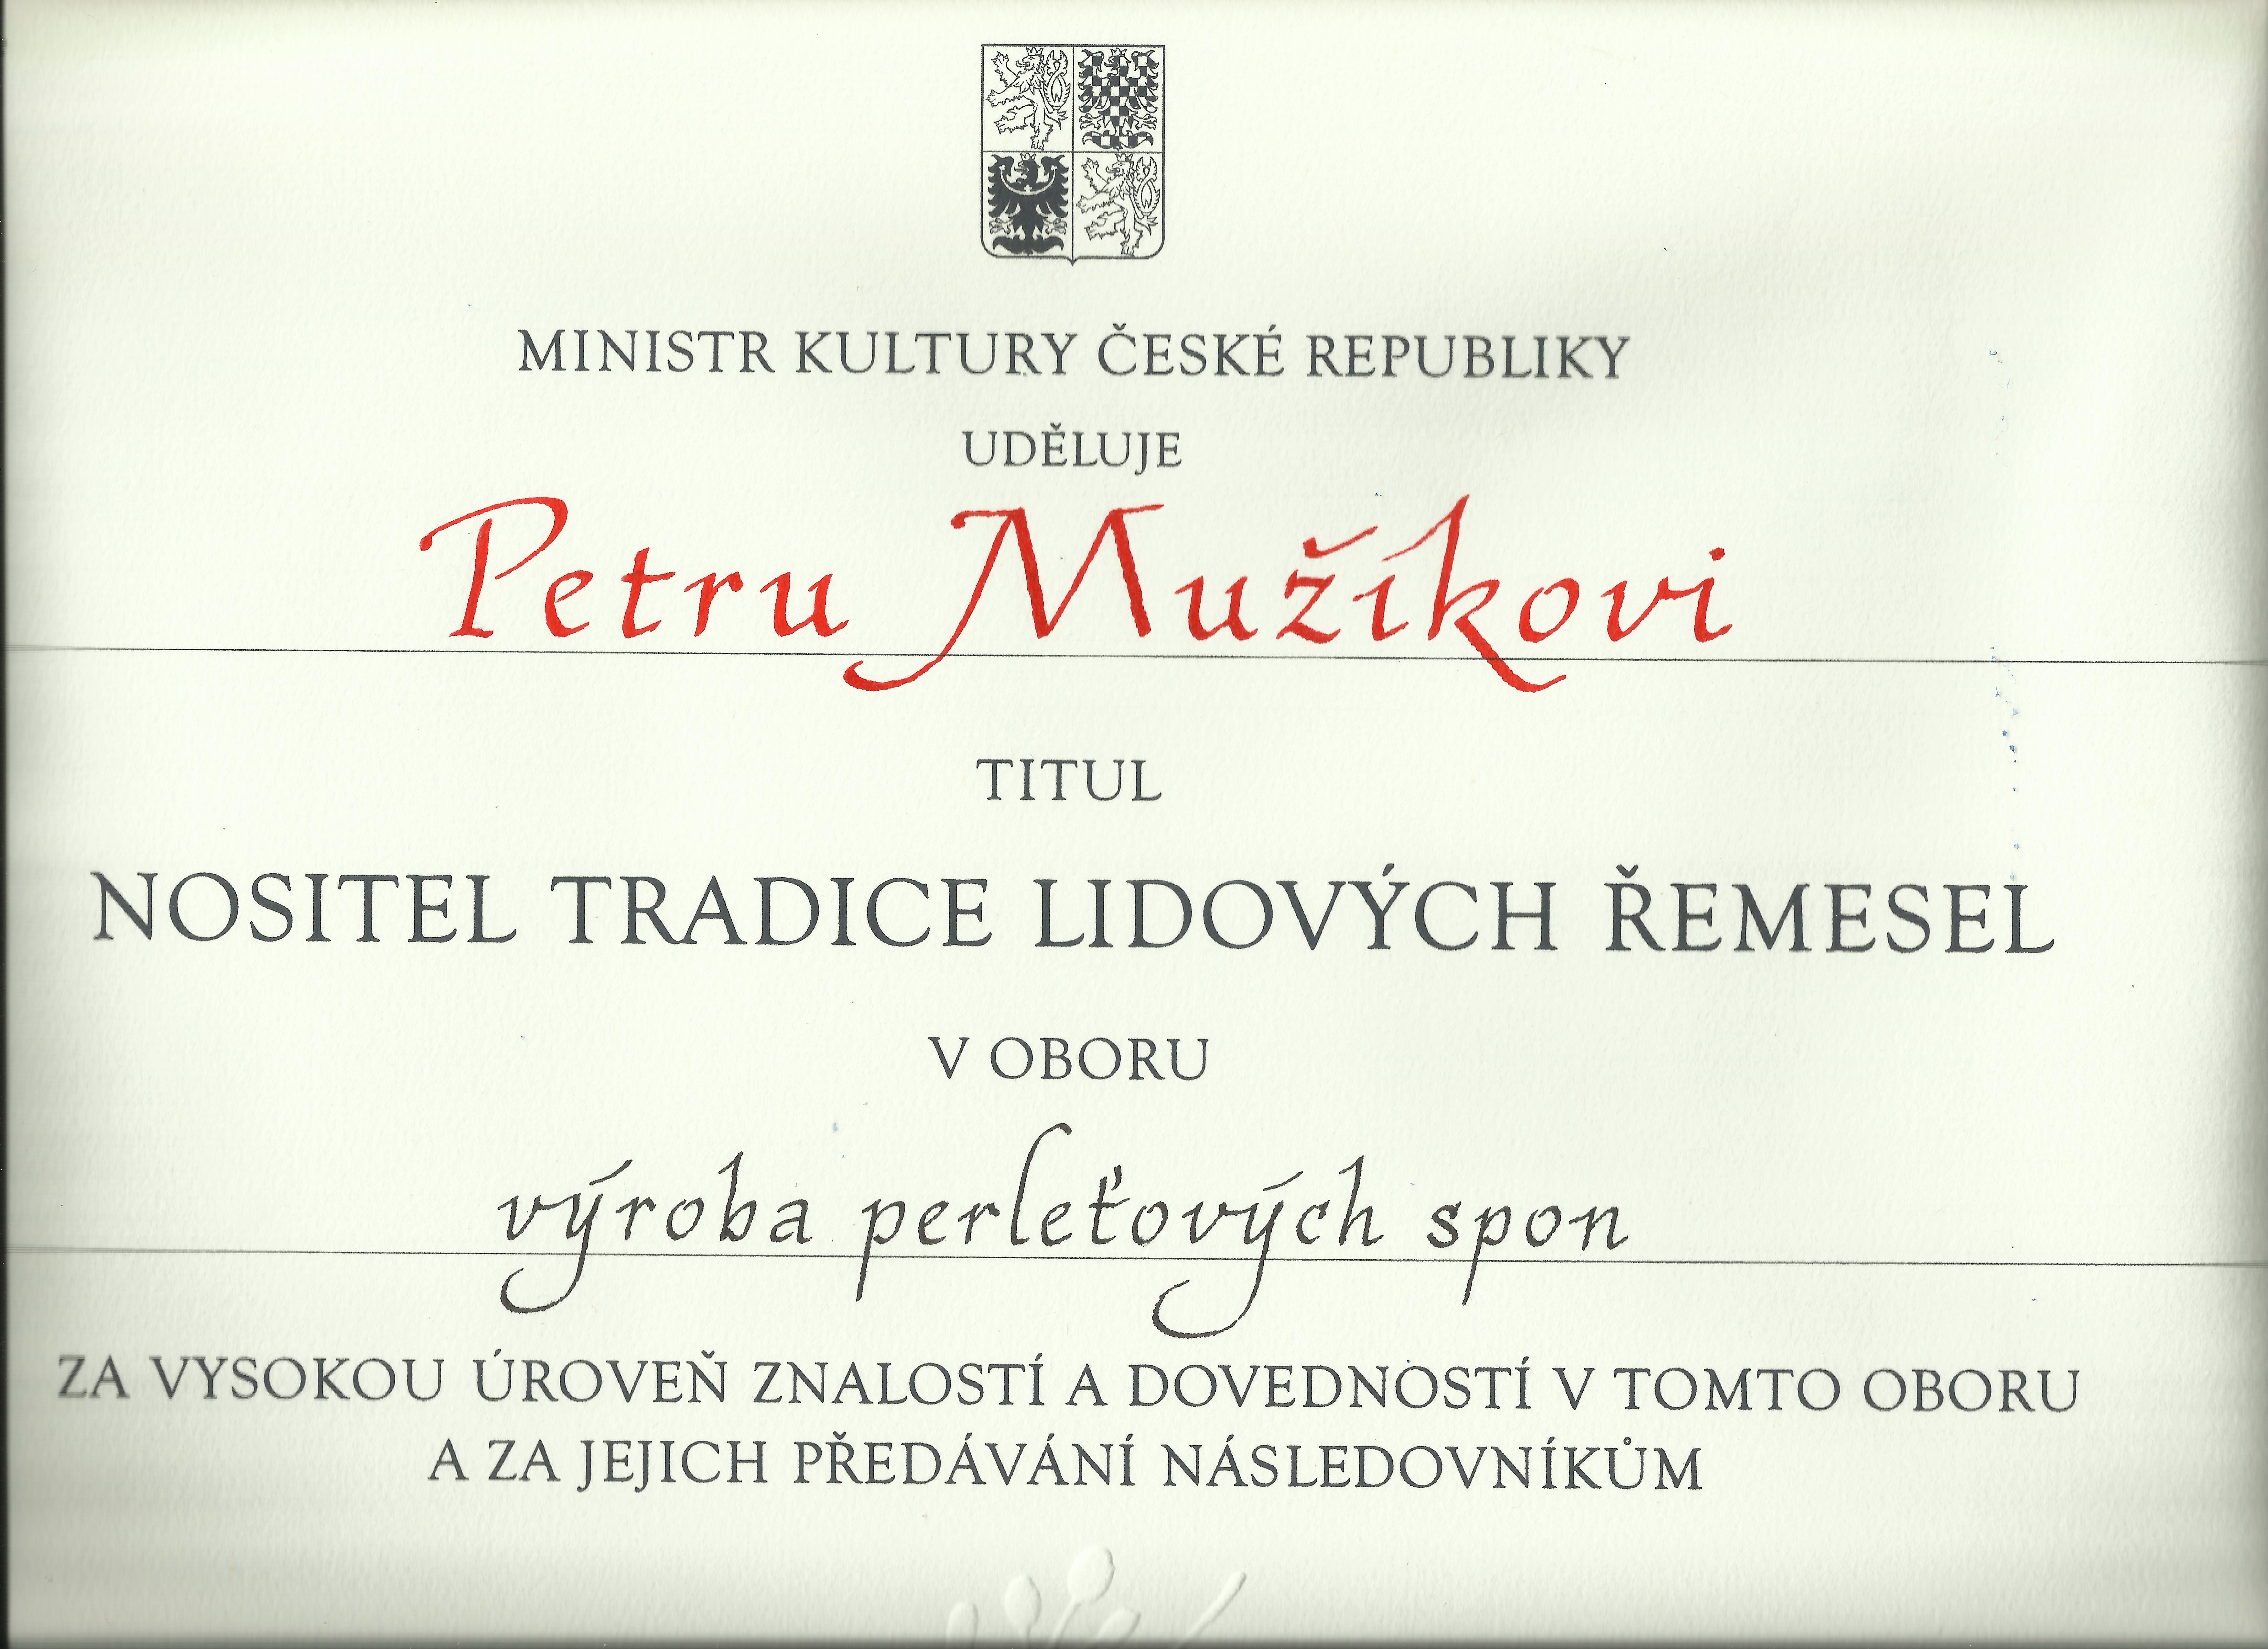 MINISTR KULTURY ČESKÉ REPUBLIKY
UDĚLUJE
Petru Mužíkovi
TITUL
NOSITEL TRADICE LIDOVÝCH ŘEMESEL
V OBORU
výroba perleťových spon
ZA VYSOKOU ÚROVEŇ ZNALOSTÍ A DOVEDNOSTÍ V TOMTO OBORU
A ZA JEJICH PŘEDÁVÁNÍ NÁSLEDOVNÍKŮM